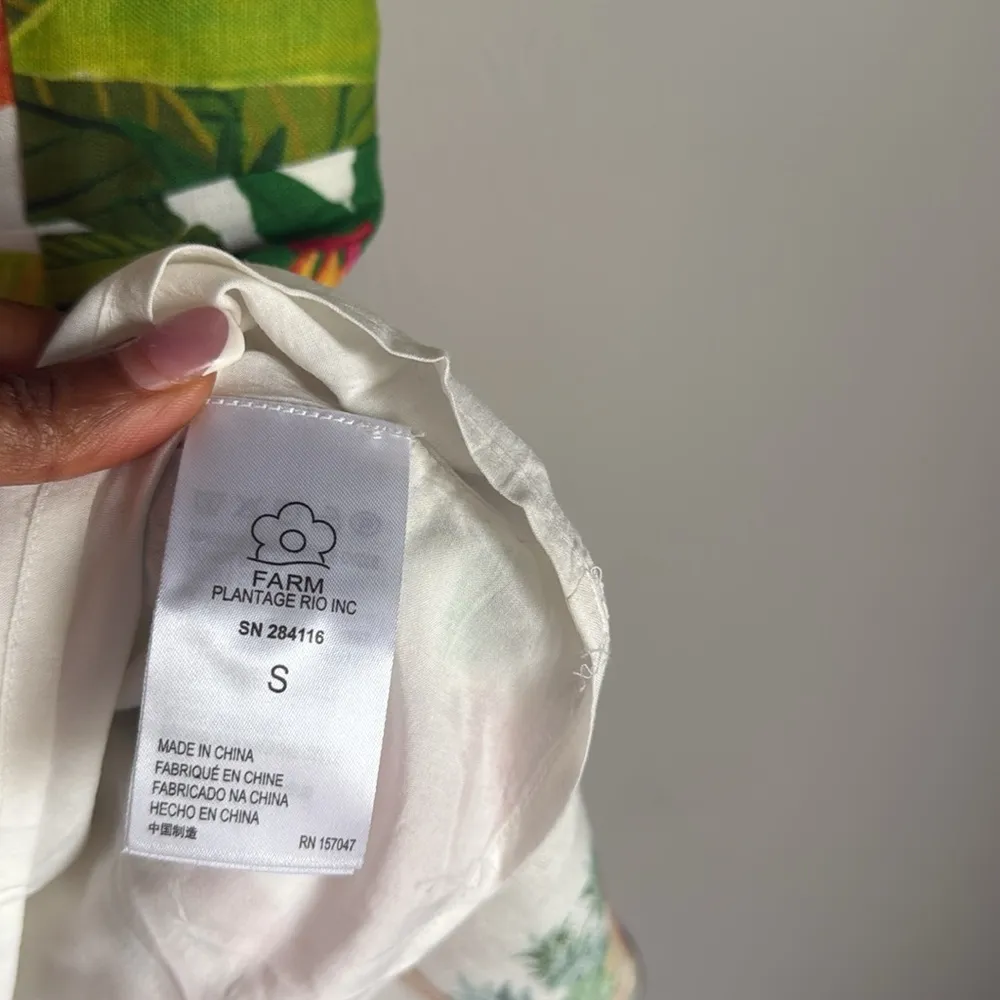 FARM
PLANTAGE RIO INC
SN 284116
S
MADE IN CHINA
FABRIQUÉ EN CHINE
FABRICADO NA CHINA
HECHO EN CHINA
中国制造
RN 157047